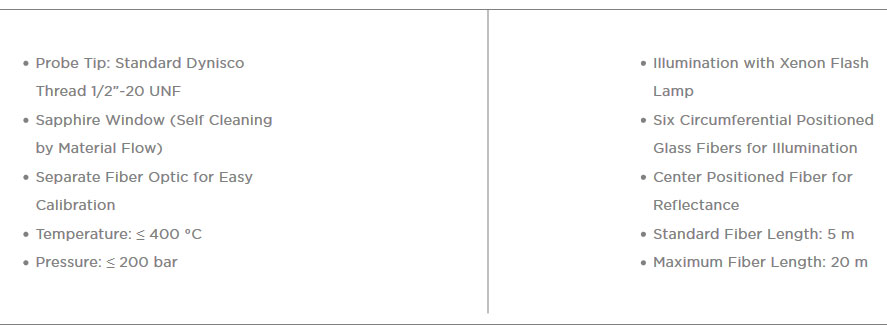 • Probe Tip: Standard Dynisco
Thread 1/2"-20 UNF
• Sapphire Window (Self Cleaning
by Material Flow)
• Separate Fiber Optic for Easy
Calibration
• Temperature: ≤ 400 °C
• Pressure: ≤ 200 bar
• Illumination with Xenon Flash
Lamp
• Six Circumferential Positioned
Glass Fibers for Illumination
• Center Positioned Fiber for
Reflectance
• Standard Fiber Length: 5 m
• Maximum Fiber Length: 20 m